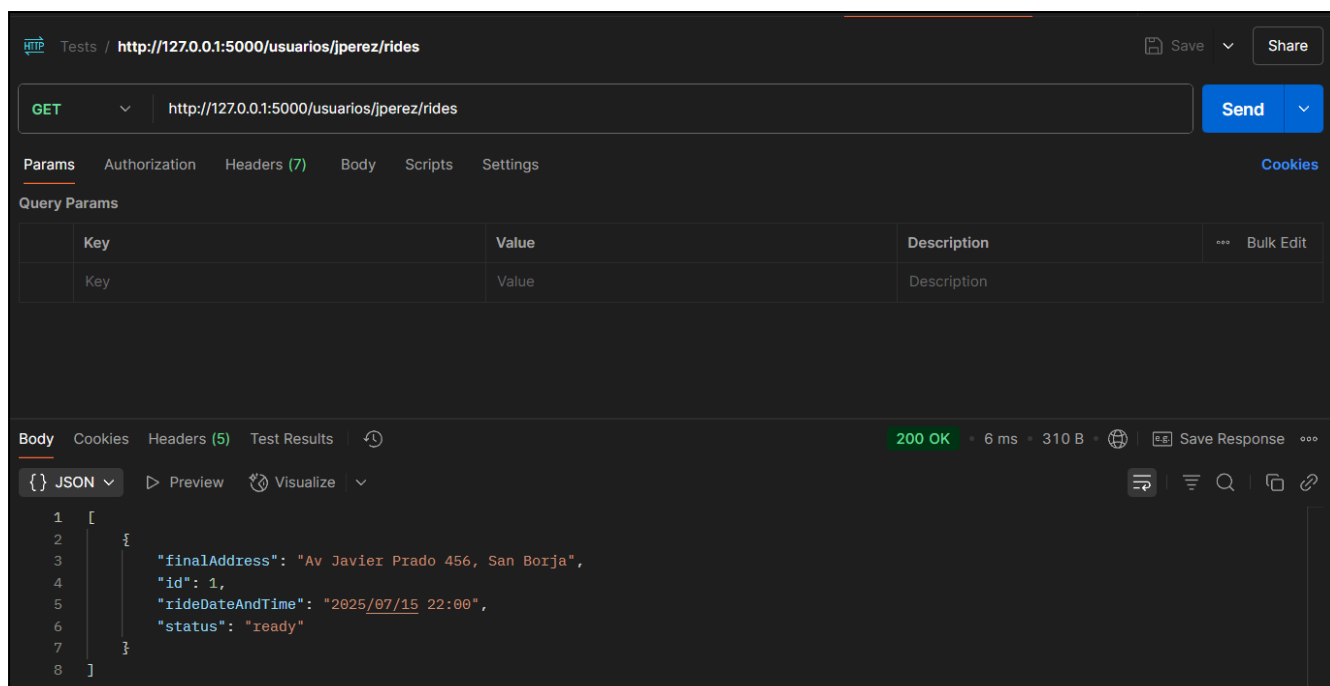 HTTP Tests / http://127.0.0.1:5000/usuarios/jperez/rides Save Share
GET http://127.0.0.1:5000/usuarios/jperez/rides Send
Params Authorization Headers (7) Body Scripts Settings Cookies
Query Params
Key Value Description Bulk Edit
Key Value Description
Body Cookies Headers (5) Test Results 200 OK 6 ms 310 B e.g. Save Response
{} JSON Preview Visualize
1 [
2 {
3 "finalAddress": "Av Javier Prado 456, San Borja",
4 "id": 1,
5 "rideDateAndTime": "2025/07/15 22:00",
6 "status": "ready"
7 }
8 ]